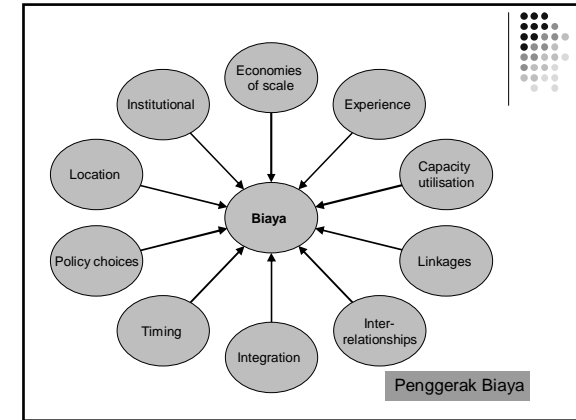 Economies
of scale
Institutional
Experience
Location
Capacity
utilisation
Biaya
Policy choices
Linkages
Timing
Inter-
relationships
Integration
Penggerak Biaya